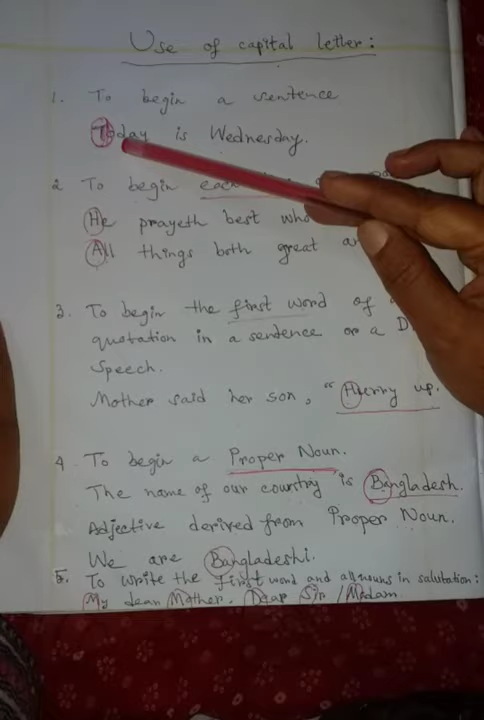 Use of capital letter:
1. To begin a sentence
Today is Wednesday.
2 To begin
He prayeth best who
All things both great
3. To begin the first word of
quotation in a sentence or a
speech.
Mother said her son, "Hurry up.
4 To begin a Proper Noun.
The name of our country is Bangladesh.
Adjective derived from Proper Noun.
We are Bangladeshi.
5. To write the first word and all nouns in salutation:
My dear Mother. Dear Sir/Madam